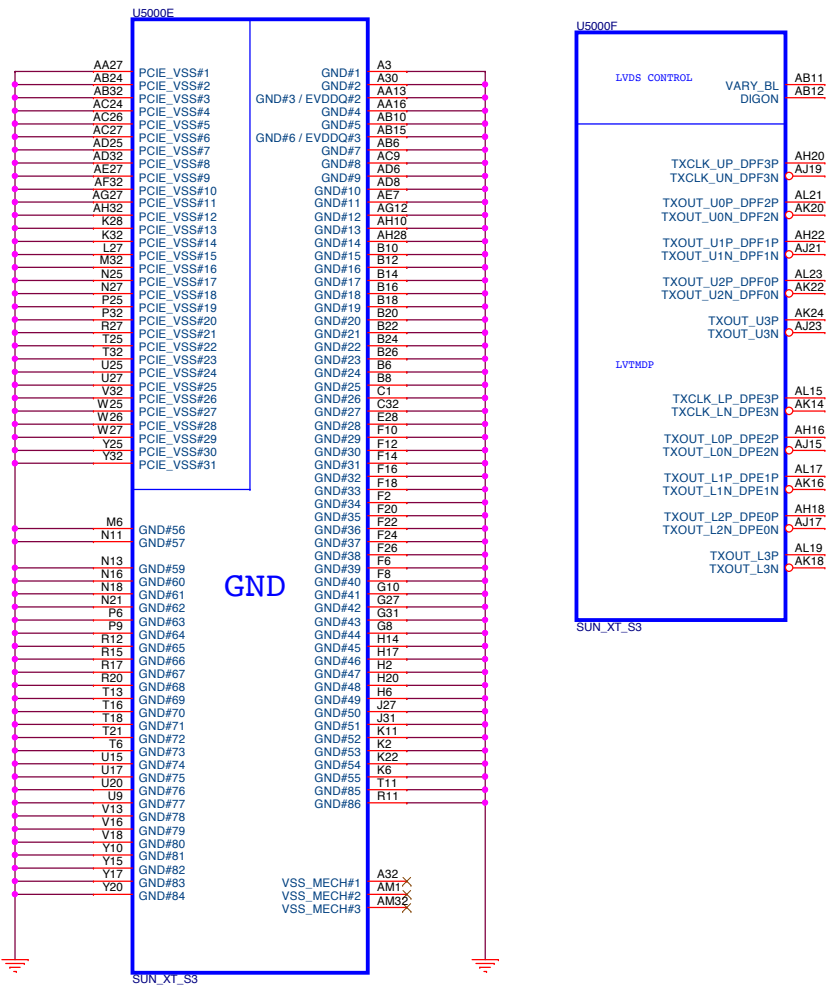 U5000E
AA27 PCIE_VSS#1 GND#1 A3
AB24 PCIE_VSS#2 GND#2 A30
AB32 PCIE_VSS#3 GND#3 / EVDDQ#2 AA13
AC24 PCIE_VSS#4 GND#4 AA16
AC26 PCIE_VSS#5 GND#5 AB10
AC27 PCIE_VSS#6 GND#6 / EVDDQ#3 AB15
AD25 PCIE_VSS#7 GND#7 AB6
AD32 PCIE_VSS#8 GND#8 AC9
AE27 PCIE_VSS#9 GND#9 AD6
AF32 PCIE_VSS#10 GND#10 AD8
AG27 PCIE_VSS#11 GND#11 AE7
AH32 PCIE_VSS#12 GND#12 AG12
K28 PCIE_VSS#13 GND#13 AH10
K32 PCIE_VSS#14 GND#14 AH28
L27 PCIE_VSS#15 GND#15 B10
M32 PCIE_VSS#16 GND#16 B12
N25 PCIE_VSS#17 GND#17 B14
N27 PCIE_VSS#18 GND#18 B16
P25 PCIE_VSS#19 GND#19 B18
P32 PCIE_VSS#20 GND#20 B20
R27 PCIE_VSS#21 GND#21 B22
T25 PCIE_VSS#22 GND#22 B24
T32 PCIE_VSS#23 GND#23 B26
U25 PCIE_VSS#24 GND#24 B6
U27 PCIE_VSS#25 GND#25 B8
V32 PCIE_VSS#26 GND#26 C1
W25 PCIE_VSS#27 GND#27 C32
W26 PCIE_VSS#28 GND#28 E28
W27 PCIE_VSS#29 GND#29 F10
Y25 PCIE_VSS#30 GND#30 F12
Y32 PCIE_VSS#31 GND#31 F14
GND#32 F16
GND#33 F18
GND#34 F2
GND#35 F20
M6 GND#56 GND#36 F22
N11 GND#57 GND#37 F24
GND#38 F26
N13 GND#59 GND#39 F6
N16 GND#60 GND#40 F8
N18 GND#61 GND#41 G10
N21 GND#62 GND#42 G27
P6 GND#63 GND#43 G31
P9 GND#64 GND#44 G8
R12 GND#65 GND#45 H14
R15 GND#66 GND#46 H17
R17 GND#67 GND#47 H2
R20 GND#68 GND#48 H20
T13 GND#69 GND#49 H6
T16 GND#70 GND#50 J27
T18 GND#71 GND#51 J31
T21 GND#72 GND#52 K11
T6 GND#73 GND#53 K2
U15 GND#74 GND#54 K22
U17 GND#75 GND#55 K6
U20 GND#76 GND#85 T11
U9 GND#77 GND#86 R11
V13 GND#78
V16 GND#79
V18 GND#80
Y10 GND#81
Y15 GND#82
Y17 GND#83 VSS_MECH#1 A32
Y20 GND#84 VSS_MECH#2 AM1
VSS_MECH#3 AM32
GND
SUN_XT_S3
U5000F
LVDS CONTROL
VARY_BL AB11
DIGON AB12
TXCLK_UP_DPF3P AH20
TXCLK_UN_DPF3N AJ19
TXOUT_U0P_DPF2P AL21
TXOUT_U0N_DPF2N AK20
TXOUT_U1P_DPF1P AH22
TXOUT_U1N_DPF1N AJ21
TXOUT_U2P_DPF0P AL23
TXOUT_U2N_DPF0N AK22
TXOUT_U3P AK24
TXOUT_U3N AJ23
LVTMDP
TXCLK_LP_DPE3P AL15
TXCLK_LN_DPE3N AK14
TXOUT_L0P_DPE2P AH16
TXOUT_L0N_DPE2N AJ15
TXOUT_L1P_DPE1P AL17
TXOUT_L1N_DPE1N AK16
TXOUT_L2P_DPE0P AH18
TXOUT_L2N_DPE0N AJ17
TXOUT_L3P AL19
TXOUT_L3N AK18
SUN_XT_S3